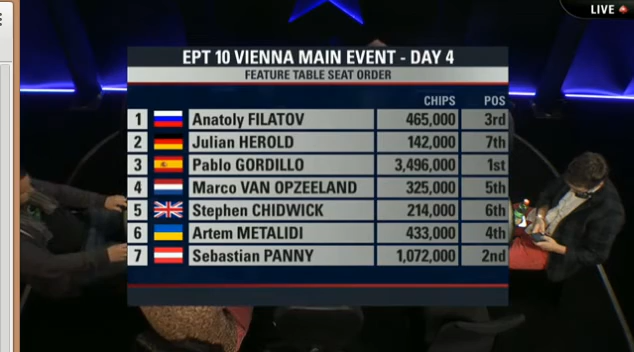 LIVE
EPT 10 VIENNA MAIN EVENT - DAY 4
FEATURE TABLE SEAT ORDER
CHIPS POS
1 Anatoly FILATOV 465,000 3rd
2 Julian HEROLD 142,000 7th
3 Pablo GORDILLO 3,496,000 1st
4 Marco VAN OPZEELAND 325,000 5th
5 Stephen CHIDWICK 214,000 6th
6 Artem METALIDI 433,000 4th
7 Sebastian PANNY 1,072,000 2nd